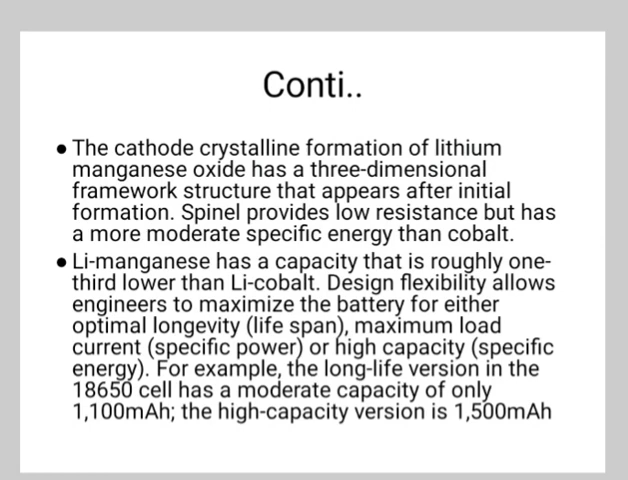 Conti..
● The cathode crystalline formation of lithium
manganese oxide has a three-dimensional
framework structure that appears after initial
formation. Spinel provides low resistance but has
a more moderate specific energy than cobalt.
● Li-manganese has a capacity that is roughly one-
third lower than Li-cobalt. Design flexibility allows
engineers to maximize the battery for either
optimal longevity (life span), maximum load
current (specific power) or high capacity (specific
energy). For example, the long-life version in the
18650 cell has a moderate capacity of only
1,100mAh; the high-capacity version is 1,500mAh